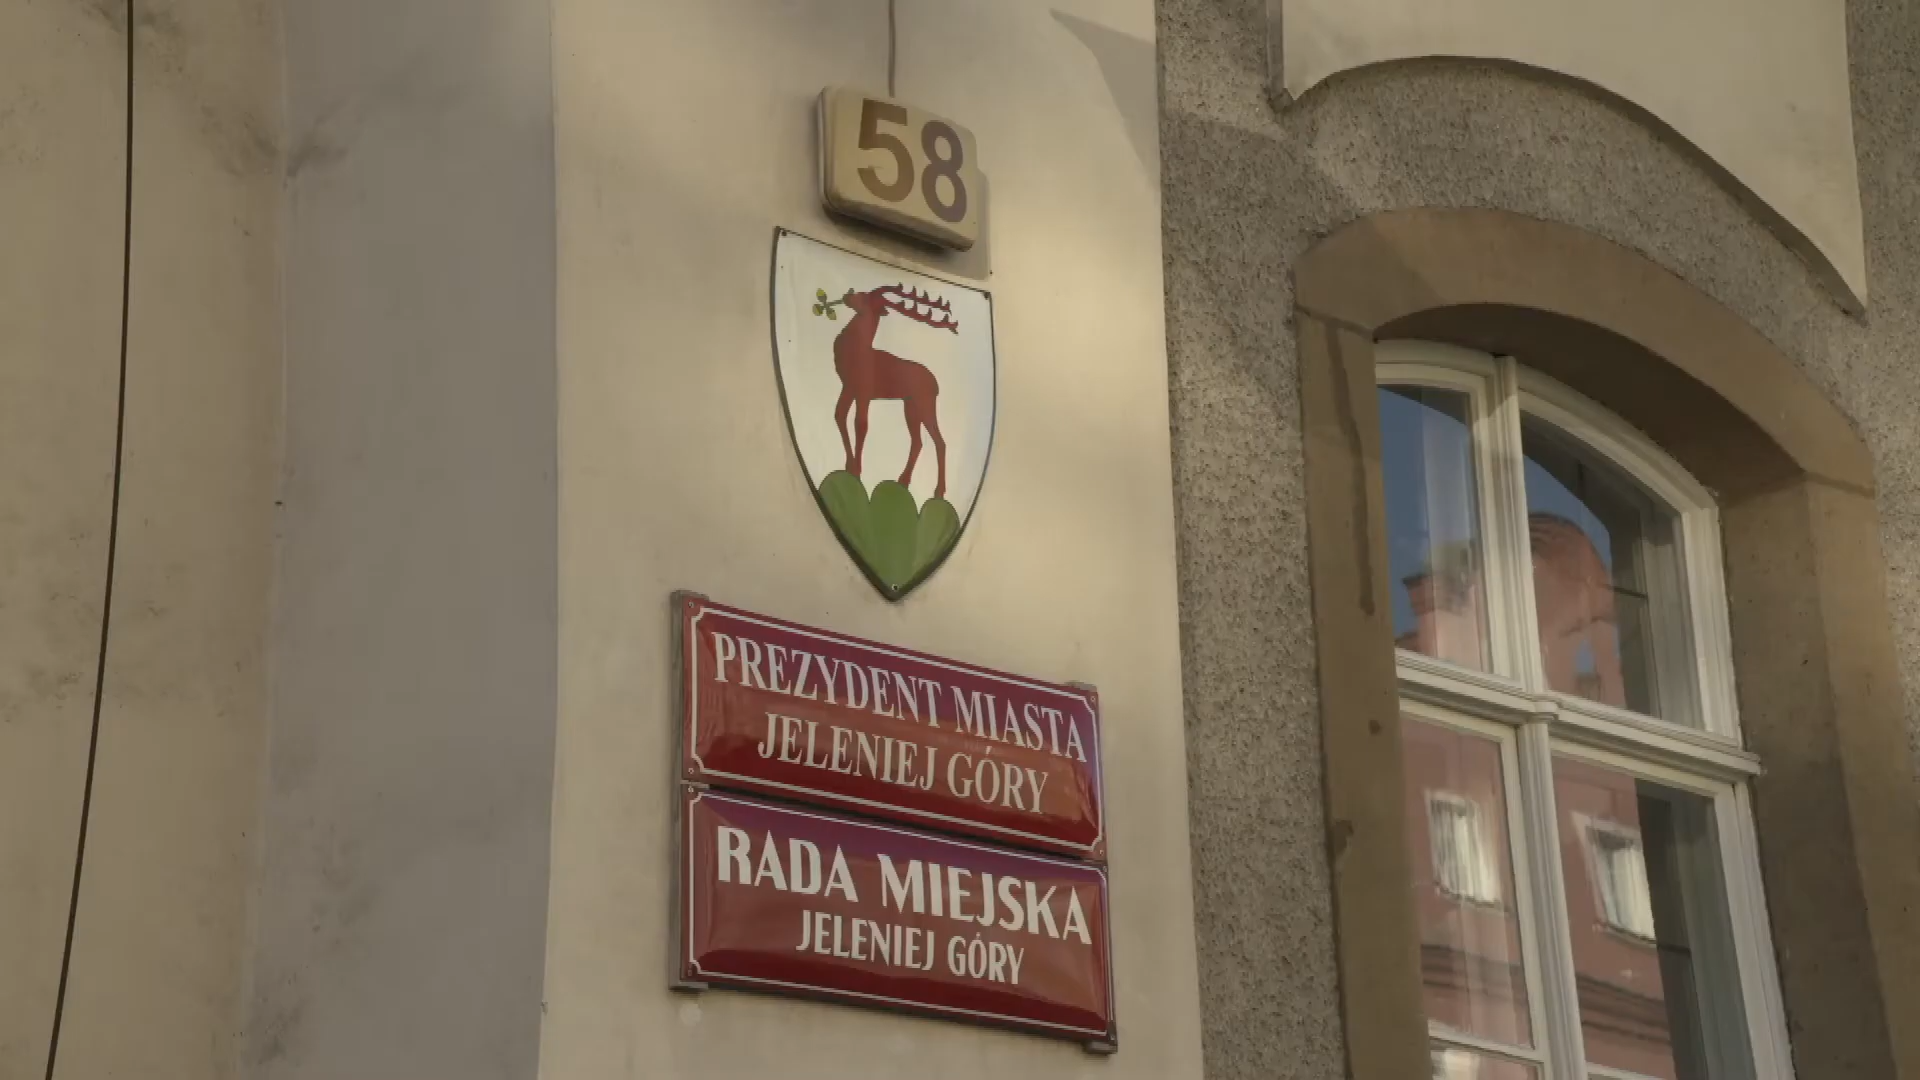 58
PREZYDENT MIASTA
JELENIEJ GÓRY
RADA MIEJSKA
JELENIEJ GÓRY